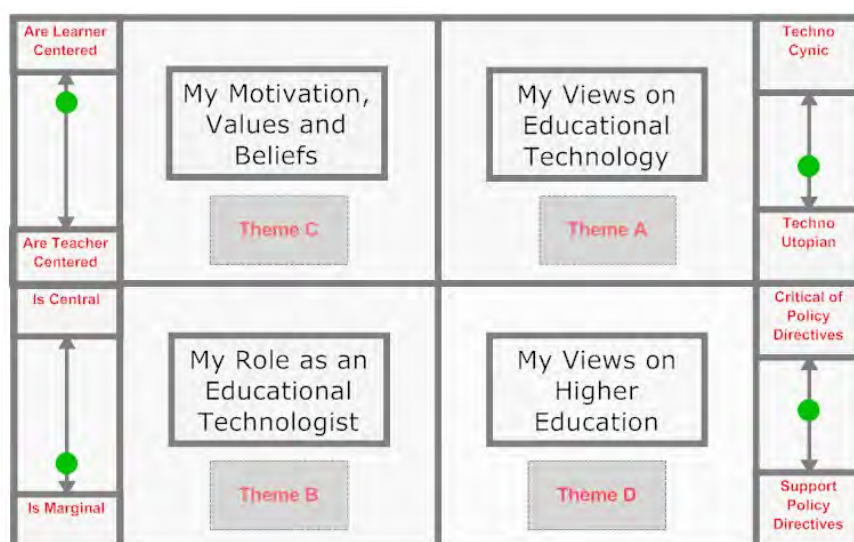 Are Learner
Centered
My Motivation,
Values and
Beliefs
Theme C
My Views on
Educational
Technology
Theme A
Techno
Cynic
Are Teacher
Centered
Techno
Utopian
Is Central
My Role as an
Educational
Technologist
Theme B
My Views on
Higher
Education
Theme D
Critical of
Policy
Directives
Is Marginal
Support
Policy
Directives